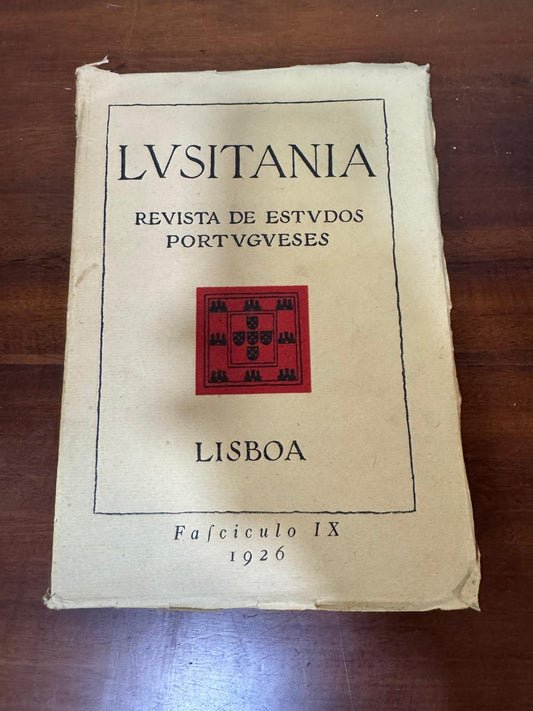 LVSITANIA
REVISTA DE ESTVDOS
PORTVGVESES
LISBOA
Faſciculo IX
1926